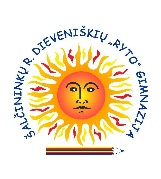 ŠALČININKŲ R. DIEVENIŠKIŲ „RYTO“ GIMNAZIJA